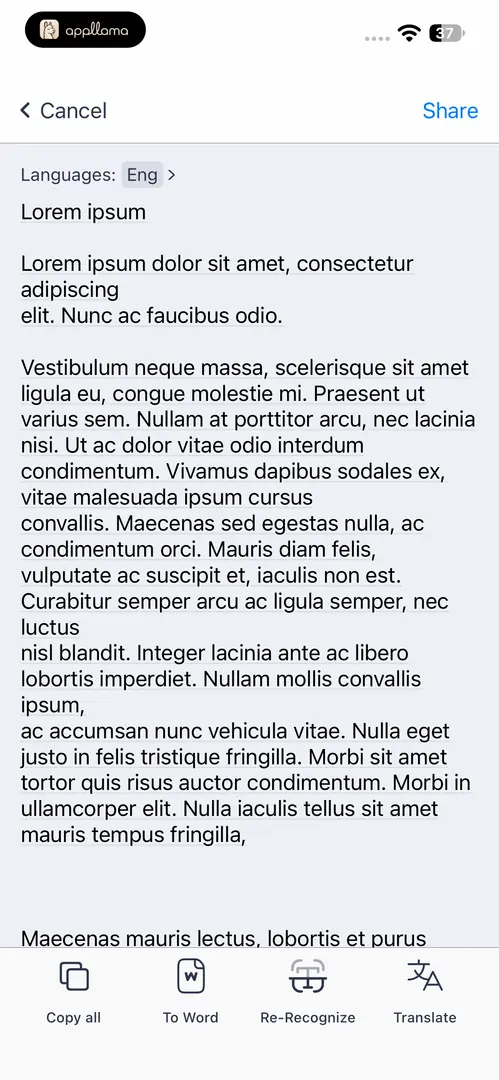 appllama
37
Cancel
Share
Languages: Eng
Lorem ipsum
Lorem ipsum dolor sit amet, consectetur
adipiscing
elit. Nunc ac faucibus odio.
Vestibulum neque massa, scelerisque sit amet
ligula eu, congue molestie mi. Praesent ut
varius sem. Nullam at porttitor arcu, nec lacinia
nisi. Ut ac dolor vitae odio interdum
condimentum. Vivamus dapibus sodales ex,
vitae malesuada ipsum cursus
convallis. Maecenas sed egestas nulla, ac
condimentum orci. Mauris diam felis,
vulputate ac suscipit et, iaculis non est.
Curabitur semper arcu ac ligula semper, nec
luctus
nisl blandit. Integer lacinia ante ac libero
lobortis imperdiet. Nullam mollis convallis
ipsum,
ac accumsan nunc vehicula vitae. Nulla eget
justo in felis tristique fringilla. Morbi sit amet
tortor quis risus auctor condimentum. Morbi in
ullamcorper elit. Nulla iaculis tellus sit amet
mauris tempus fringilla,
Maecenas mauris lectus, lobortis et purus
Copy all
To Word
Re-Recognize
Translate